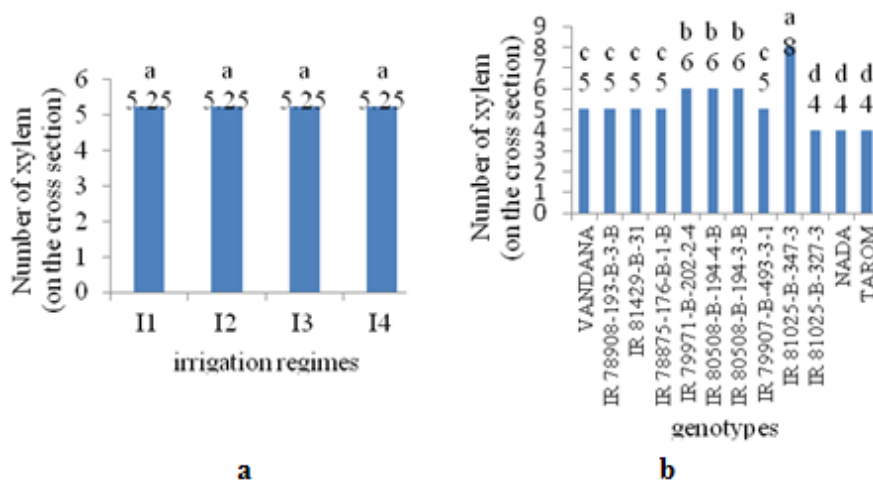 Number of xylem
(on the cross section)
6
5
4
3
2
1
0
a a a a
5.25 5.25 5.25 5.25
I1 I2 I3 I4
irrigation regimes
a
Number of xylem
(on the cross section)
9
8
7
6
5
4
3
2
1
0
c c c c b b b c a d d d
5 5 5 5 6 6 6 5 8 4 4 4
VANDANA
IR 78908-193-B-3-B
IR 81429-B-31
IR 78875-176-B-1-B
IR 79971-B-202-2-4
IR 80508-B-194-4-B
IR 80508-B-194-3-B
IR 79907-B-493-3-1
IR 81025-B-347-3
IR 81025-B-327-3
NADA
TAROM
genotypes
b